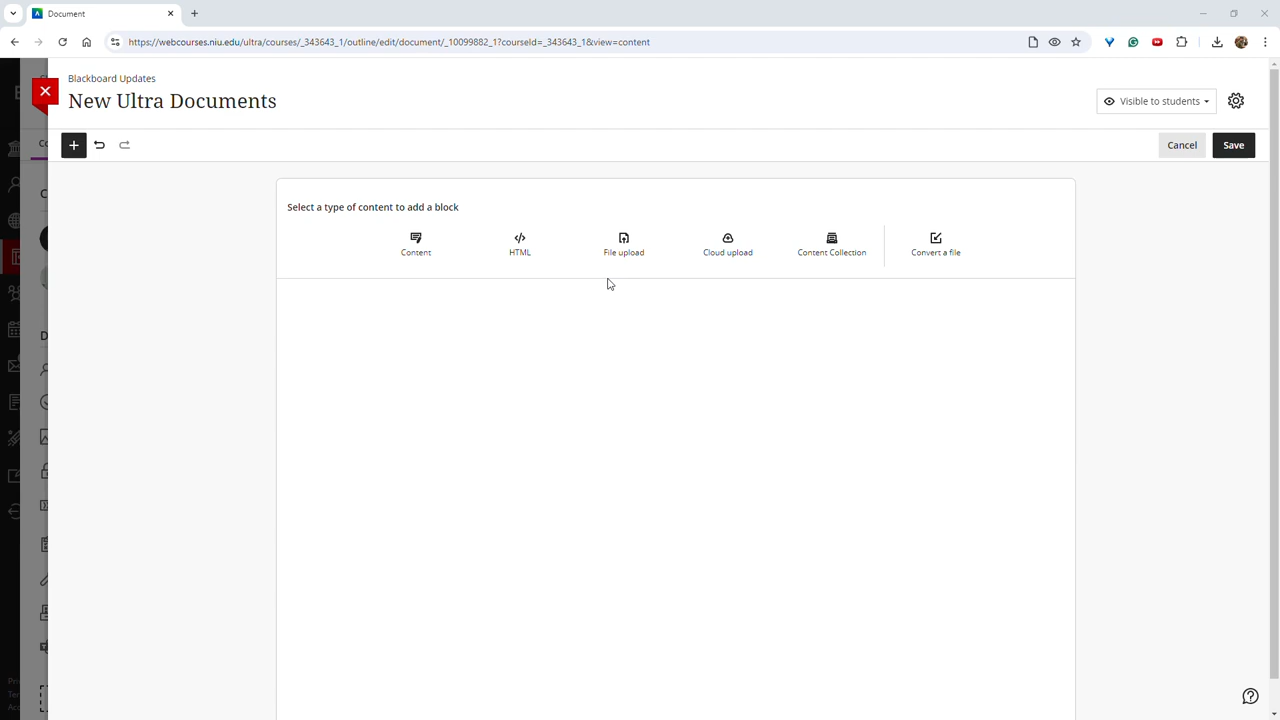 Document
https://webcourses.niu.edu/ultra/courses/_343643_1/outline/edit/document/_10099882_1?courseId=_343643_1&view=content
Blackboard Updates
New Ultra Documents
Visible to students
Cancel
Save
Select a type of content to add a block
Content
HTML
File upload
Cloud upload
Content Collection
Convert a file